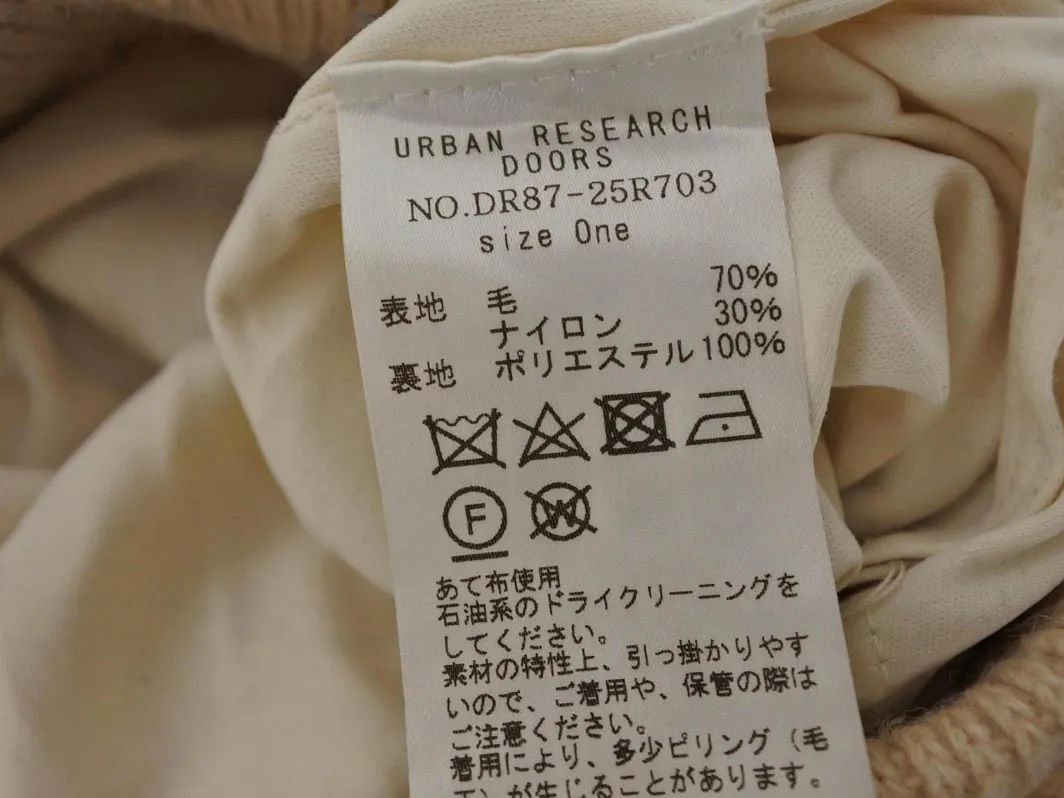 URBAN RESEARCH
DOORS
NO.DR87-25R703
size One
表地 毛 70%
ナイロン 30%
裏地 ポリエステル 100%
F
W
あて布使用
石油系のドライクリーニングを
してください。
素材の特性上、引っ掛かりやす
いので、ご着用や、保管の際は
ご注意ください。
着用により、多少ピリング（毛
玉）が生じることがあります。